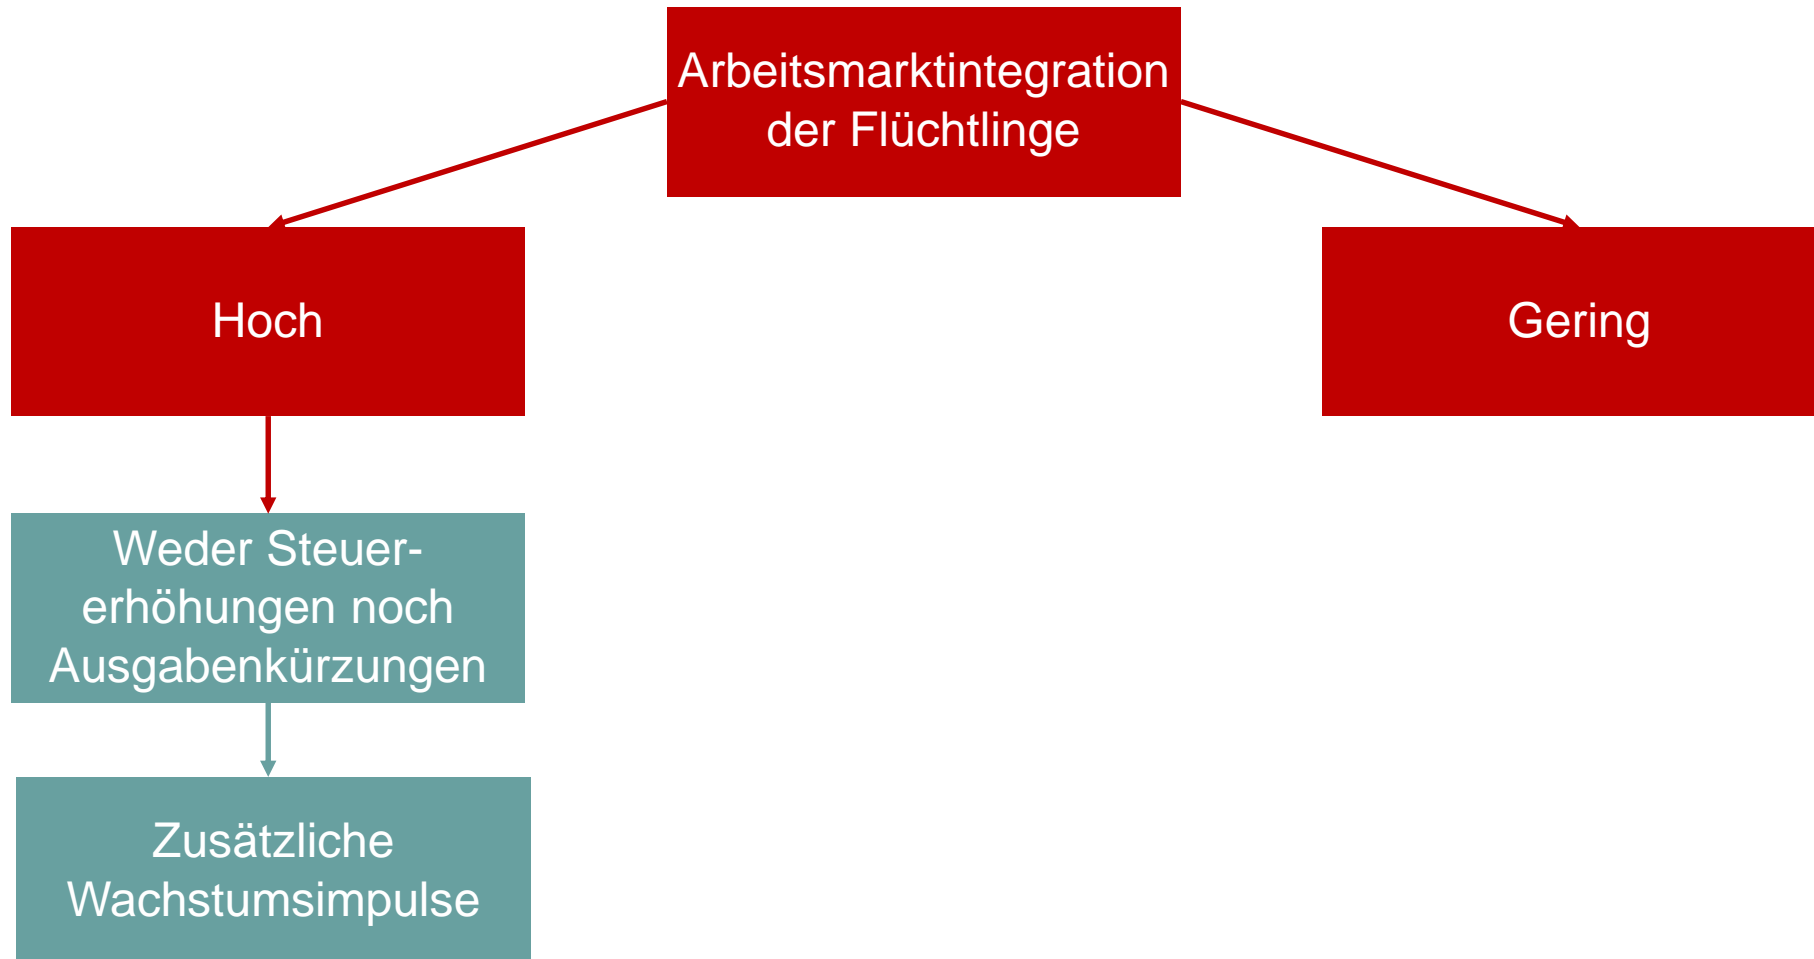 Arbeitsmarktintegration
der Flüchtlinge
Hoch
Gering
Weder Steuer-
erhöhungen noch
Ausgabenkürzungen
Zusätzliche
Wachstumsimpulse